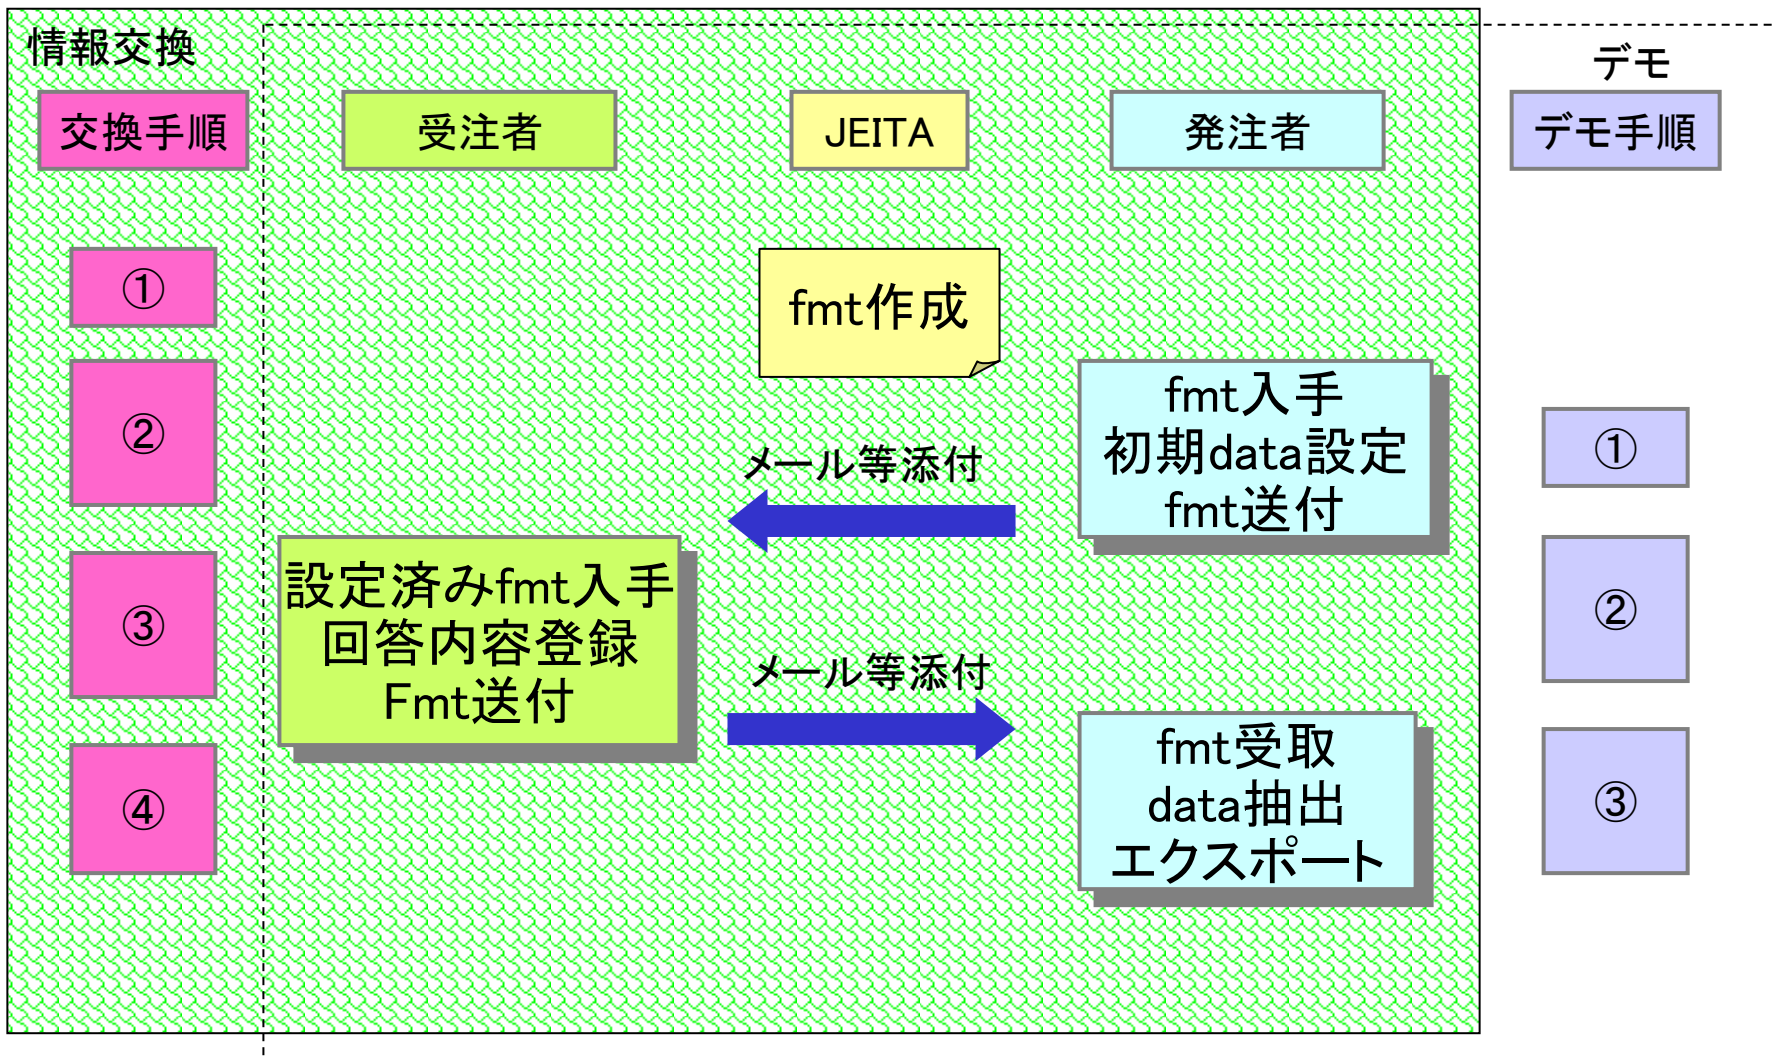 情報交換
デモ
交換手順
受注者
JEITA
発注者
デモ手順
①
fmt作成
②
fmt入手
初期data設定
fmt送付
①
メール等添付
③
設定済みfmt入手
回答内容登録
Fmt送付
②
メール等添付
④
fmt受取
data抽出
エクスポート
③